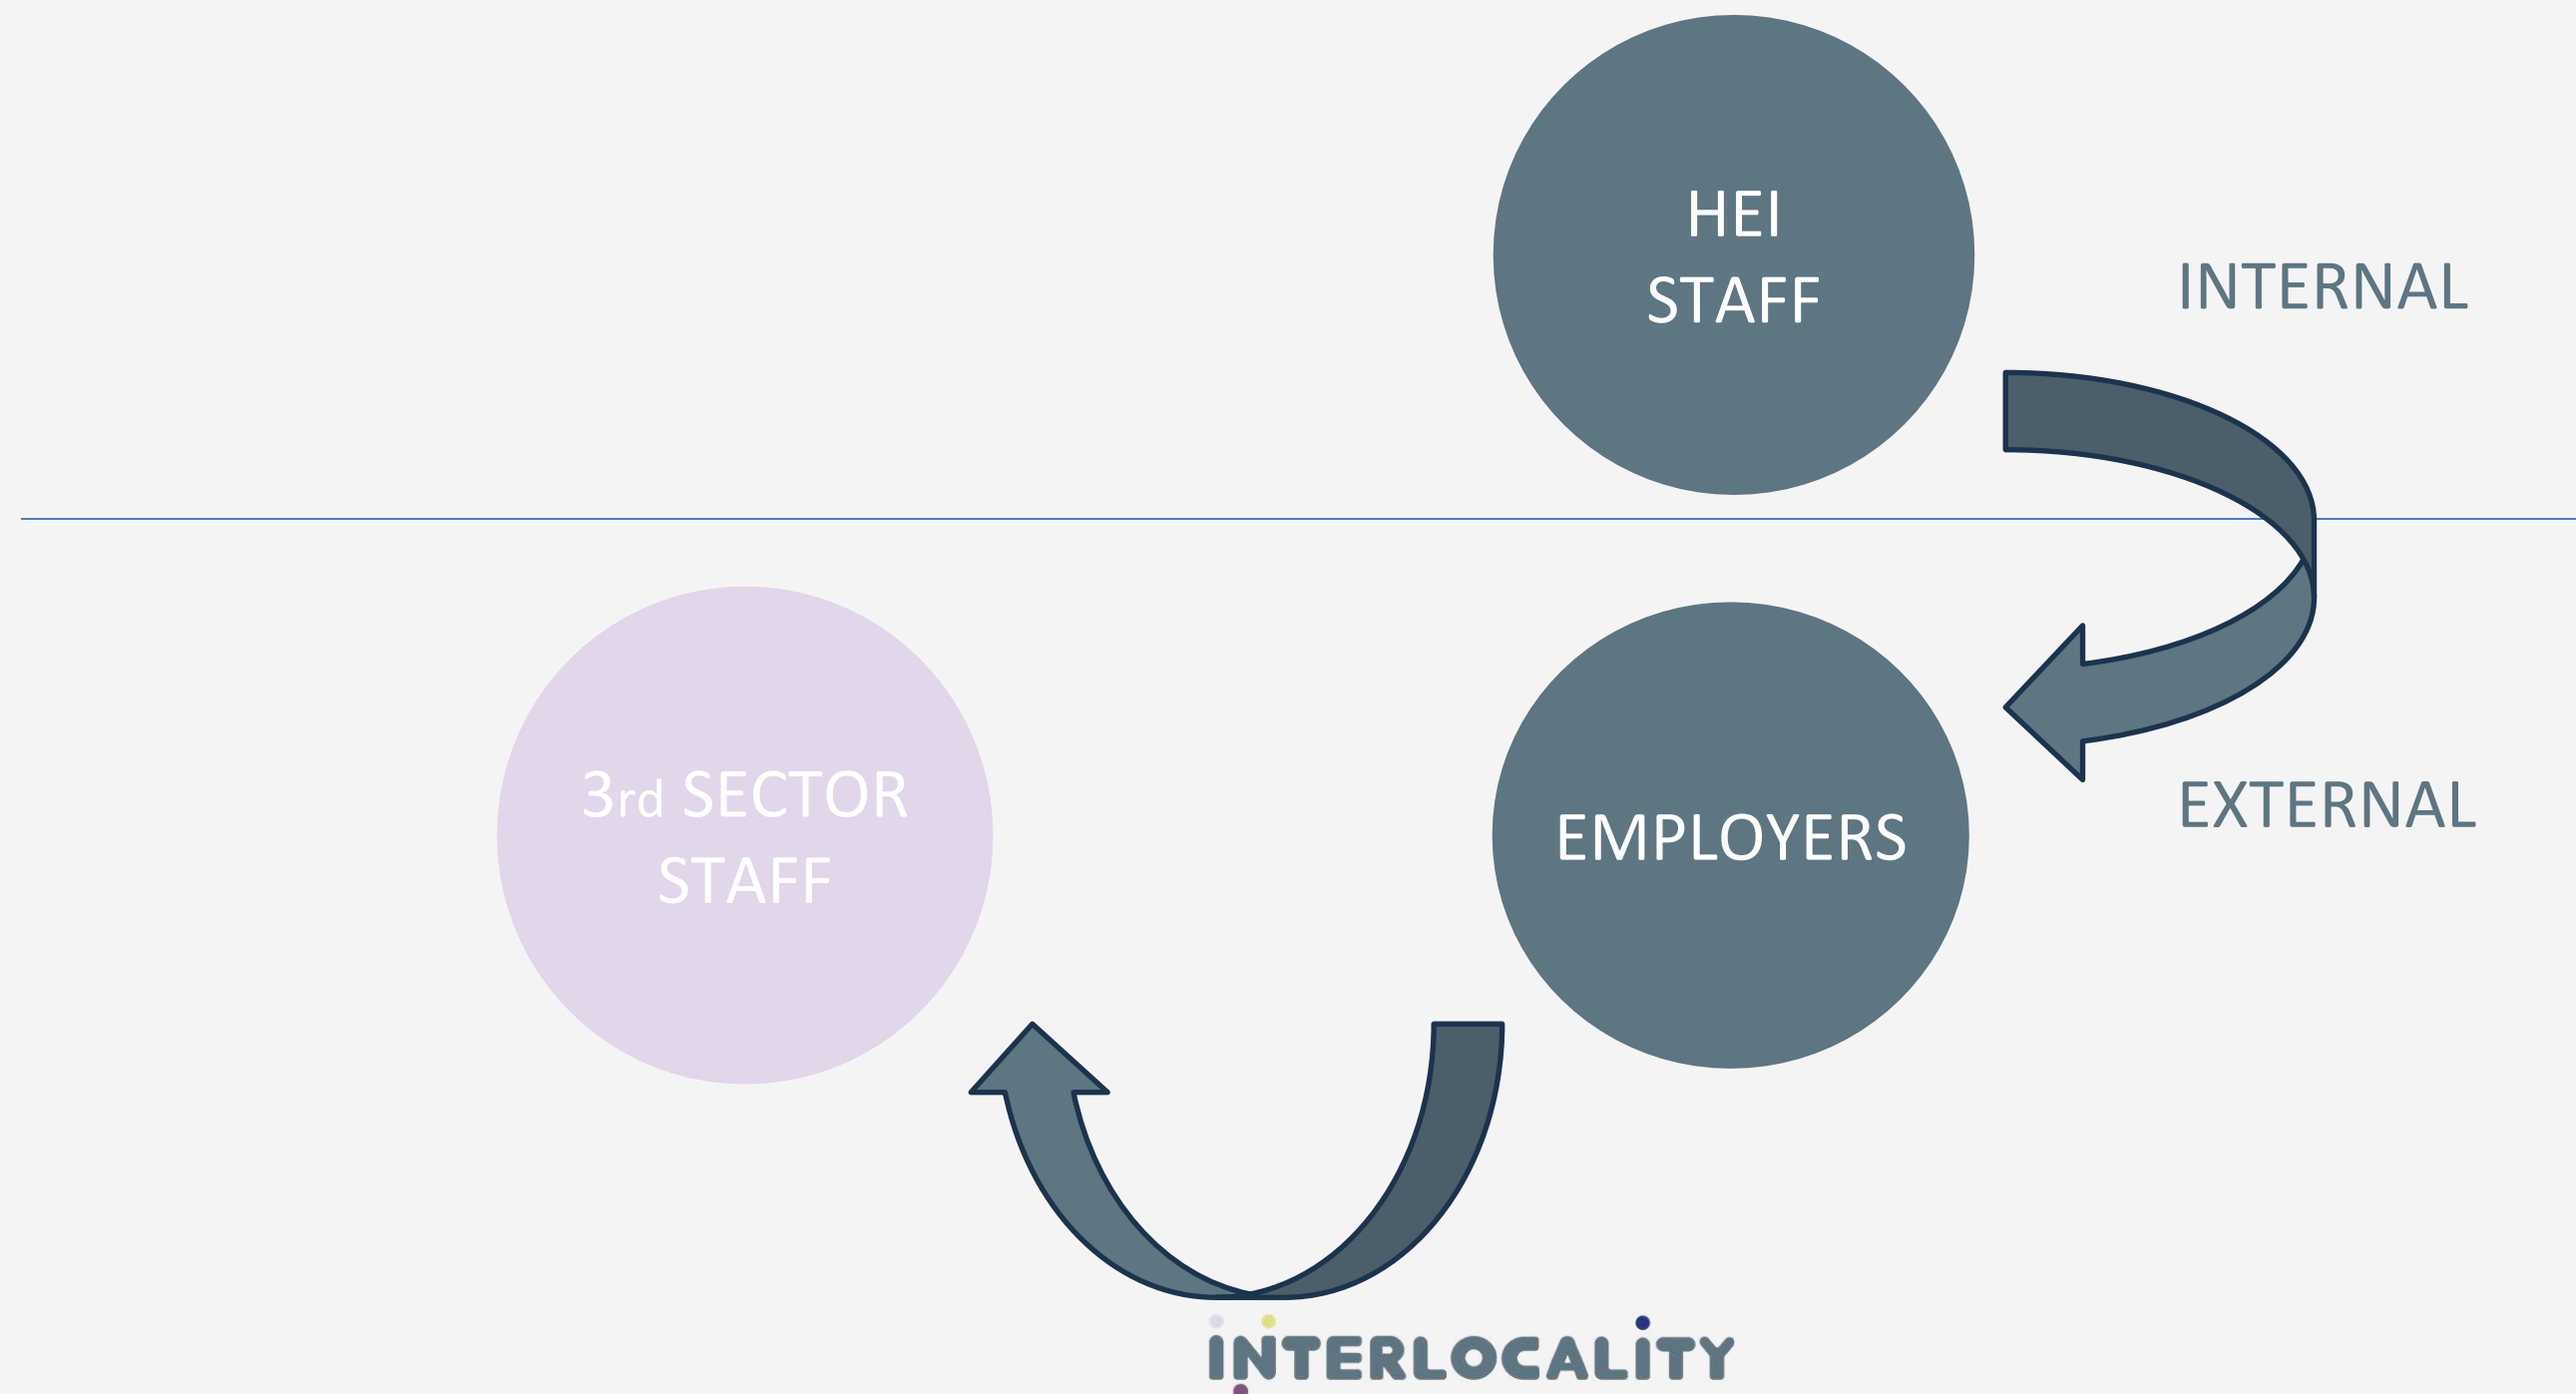 HEI
STAFF
INTERNAL
3rd SECTOR
STAFF
EMPLOYERS
EXTERNAL
INTERLOCALITY